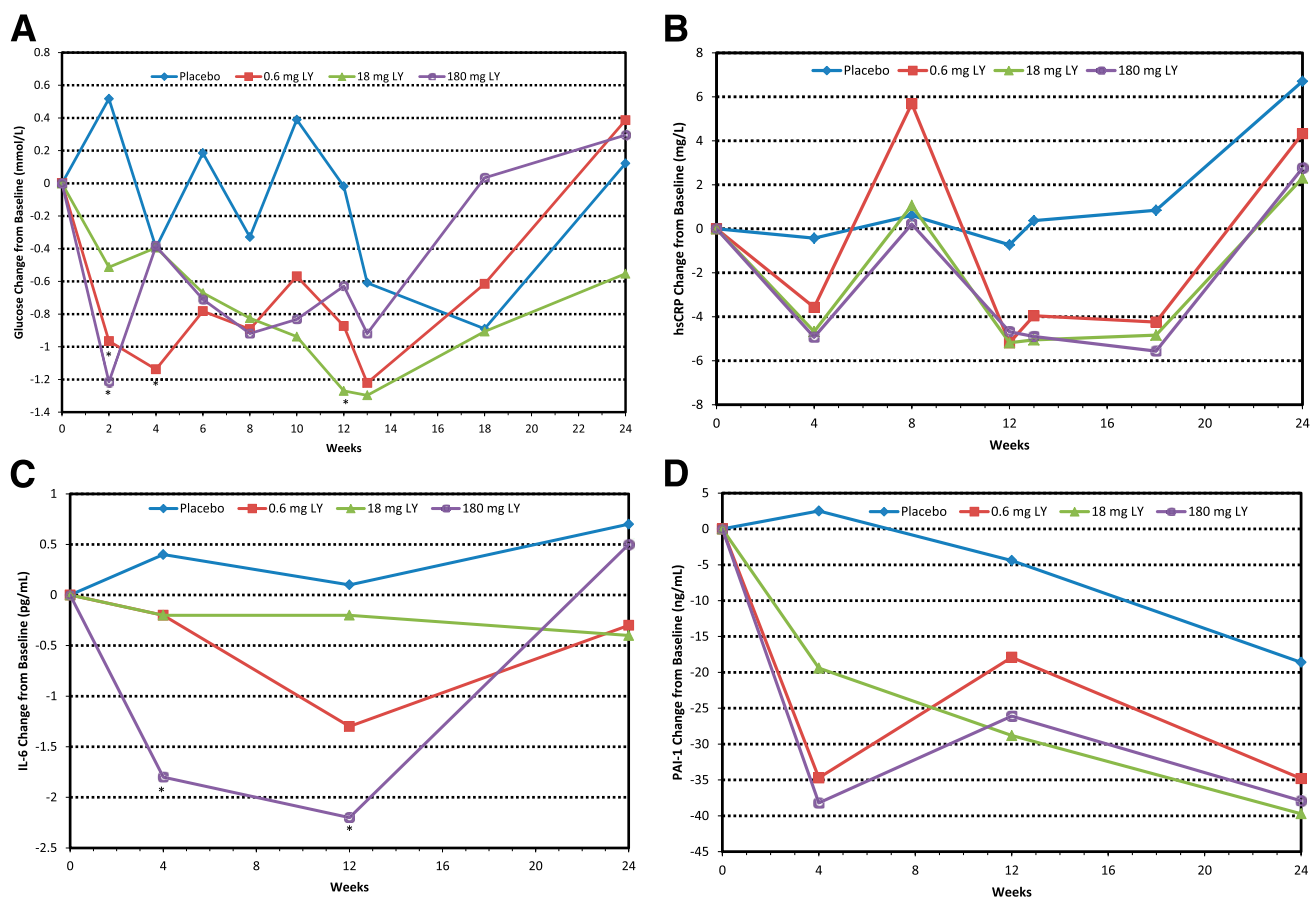 A
0.8
0.6
0.4
0.2
0
-0.2
-0.4
-0.6
-0.8
-1
-1.2
-1.4
Glucose Change from Baseline (mmol/L)
Placebo 0.6 mg LY 18 mg LY 180 mg LY
*
*
*
*
0 2 4 6 8 10 12 14 16 18 20 22 24
Weeks
B
8
6
4
2
0
-2
-4
-6
-8
hsCRP Change from Baseline (mg/L)
Placebo 0.6 mg LY 18 mg LY 180 mg LY
0 4 8 12 16 20 24
Weeks
C
1
0.5
0
-0.5
-1
-1.5
-2
-2.5
IL-6 Change from Baseline (pg/mL)
Placebo 0.6 mg LY 18 mg LY 180 mg LY
*
*
0 4 8 12 16 20 24
Weeks
D
5
0
-5
-10
-15
-20
-25
-30
-35
-40
-45
PAI-1 Change from Baseline (ng/mL)
Placebo 0.6 mg LY 18 mg LY 180 mg LY
0 4 8 12 16 20 24
Weeks